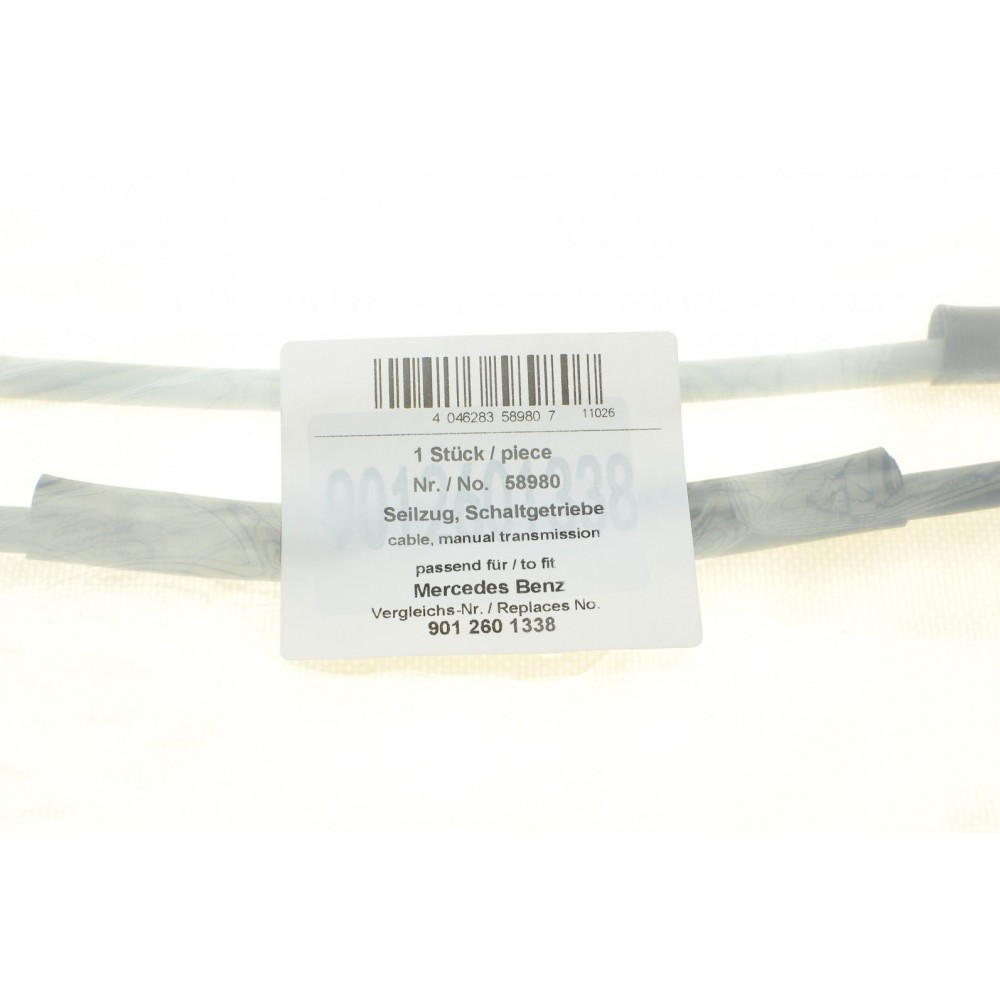 4 046283 58980 7 11026
1 Stück / piece
Nr. / No. 58980
Seilzug, Schaltgetriebe
cable, manual transmission
passend für / to fit
Mercedes Benz
Vergleichs-Nr. / Replaces No.
901 260 1338
9012601338